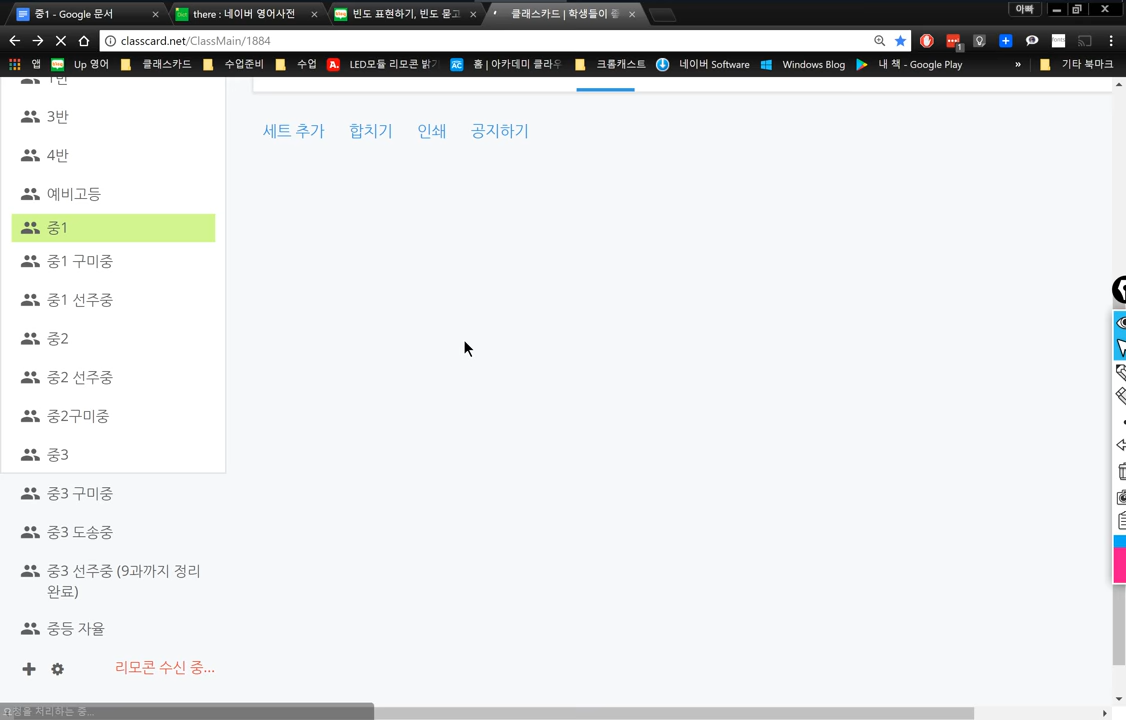 중1 - Google 문서
there : 네이버 영어사전
빈도 표현하기, 빈도 묻고
클래스카드 | 학생들이
아빠
classcard.net/ClassMain/1884
앱
Up 영어
클래스카드
수업준비
수업
LED모듈 리모콘 밝기
홈 | 아카데미 클라우
크롬캐스트
네이버 Software
Windows Blog
내 책 - Google Play
»
기타 북마크
세트 추가 합치기 인쇄 공지하기
1반
3반
4반
예비고등
중1
중1 구미중
중1 선주중
중2
중2 선주중
중2구미중
중3
중3 구미중
중3 도송중
중3 선주중 (9과까지 정리
완료)
중등 자율
리모콘 수신 중...
처리하는 중...